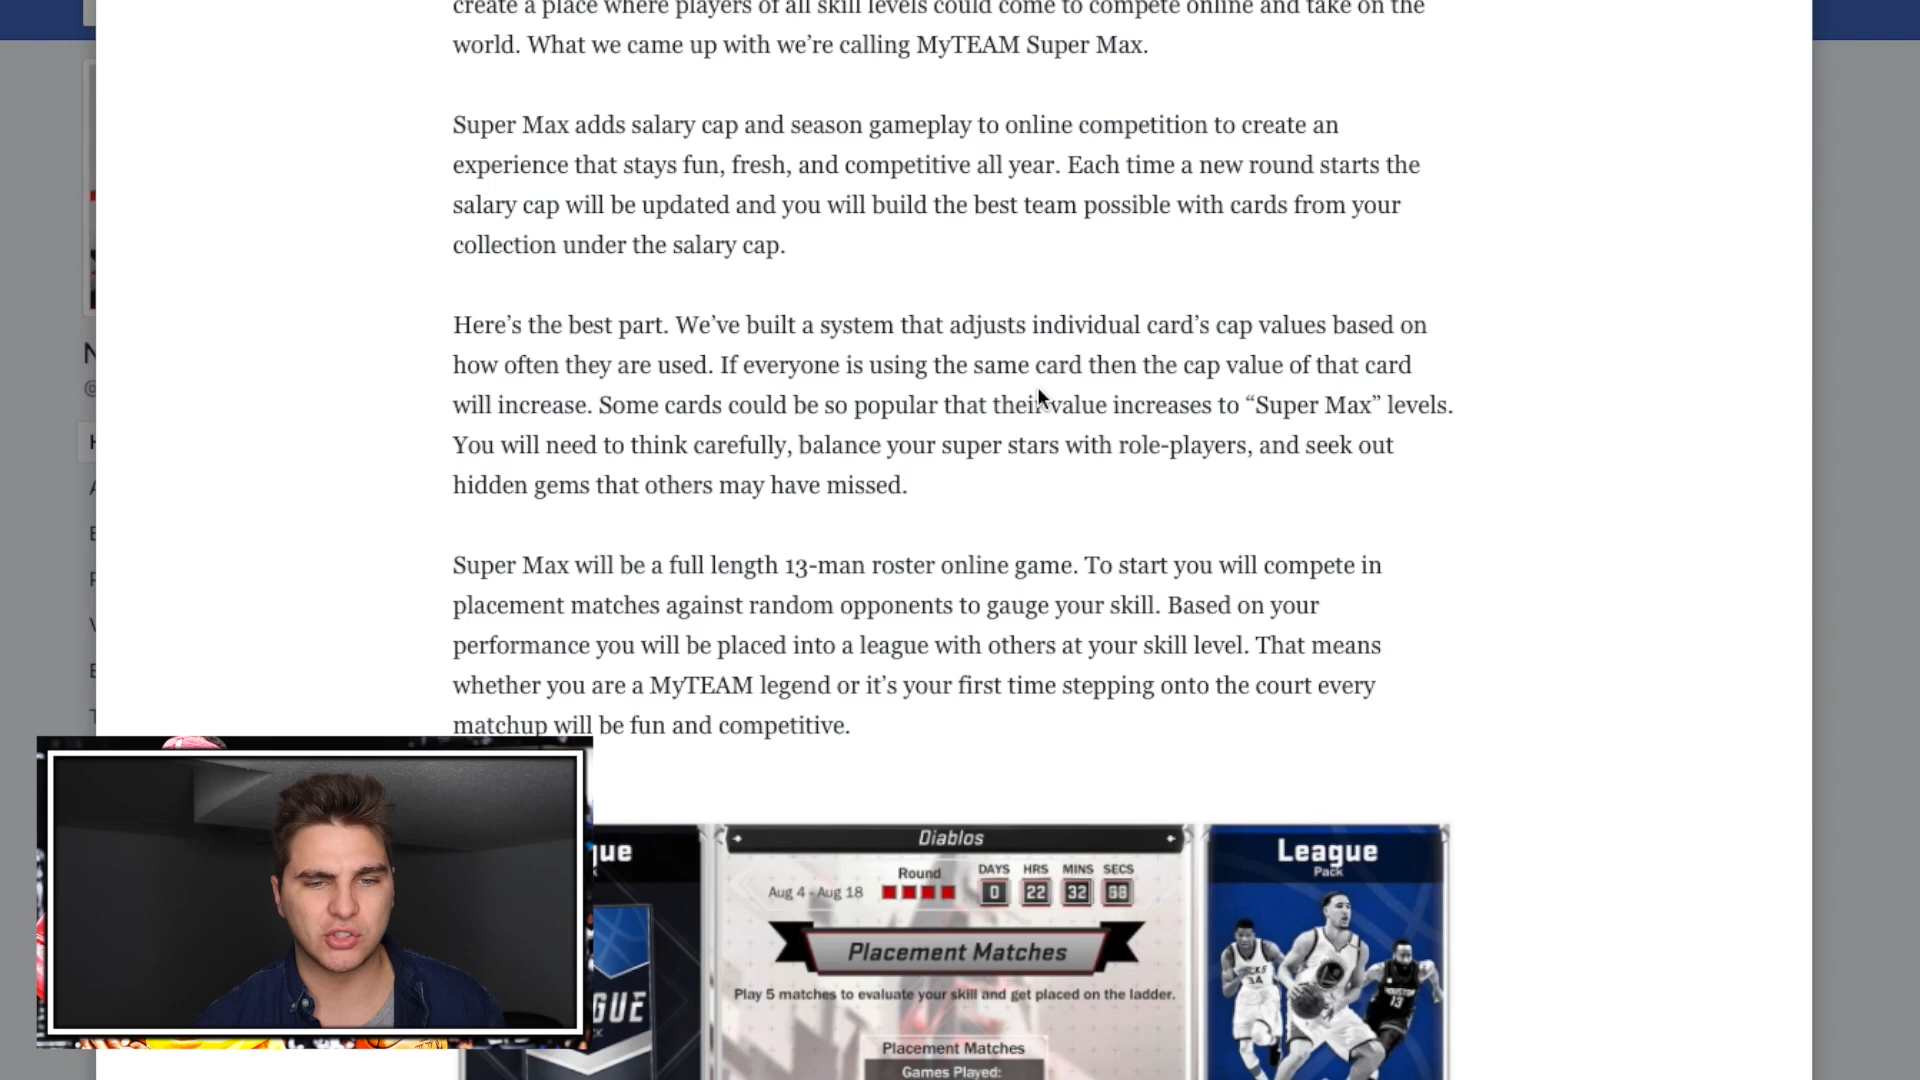 create a place where players of all skill levels could come to compete online and take on the
world. What we came up with we’re calling MyTEAM Super Max.
Super Max adds salary cap and season gameplay to online competition to create an
experience that stays fun, fresh, and competitive all year. Each time a new round starts the
salary cap will be updated and you will build the best team possible with cards from your
collection under the salary cap.
Here’s the best part. We’ve built a system that adjusts individual card’s cap values based on
how often they are used. If everyone is using the same card then the cap value of that card
will increase. Some cards could be so popular that their value increases to “Super Max” levels.
You will need to think carefully, balance your super stars with role-players, and seek out
hidden gems that others may have missed.
Super Max will be a full length 13-man roster online game. To start you will compete in
placement matches against random opponents to gauge your skill. Based on your
performance you will be placed into a league with others at your skill level. That means
whether you are a MyTEAM legend or it’s your first time stepping onto the court every
matchup will be fun and competitive.
Diablos
Round
DAYS HRS MINS SECS
Aug 4 - Aug 18
0 22 32
Placement Matches
Play 5 matches to evaluate your skill and get placed on the ladder.
Placement Matches
Games Played:
League
Pack
34
13